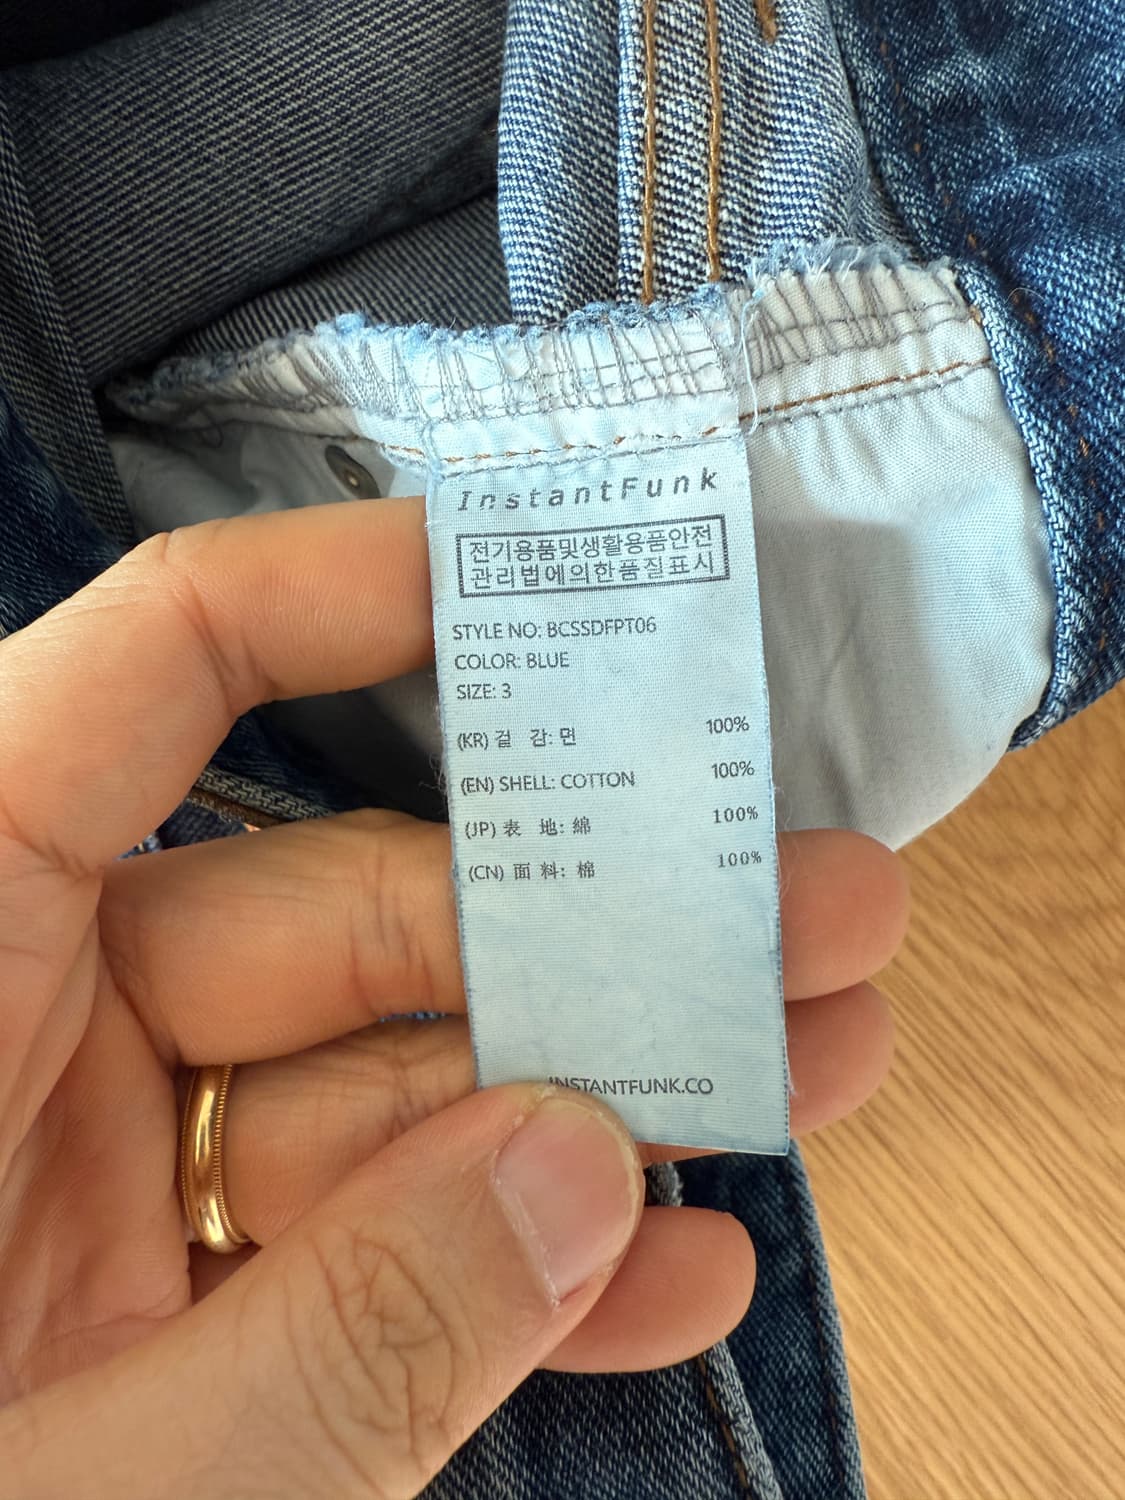 InstantFunk
전기용품및생활용품안전
관리법에의한품질표시
STYLE NO: BCSSDFPT06
COLOR: BLUE
SIZE: 3
(KR) 겉 감: 면 100%
(EN) SHELL: COTTON 100%
(JP) 表 地: 綿 100%
(CN) 面 料: 棉 100%
INSTANTFUNK.CO